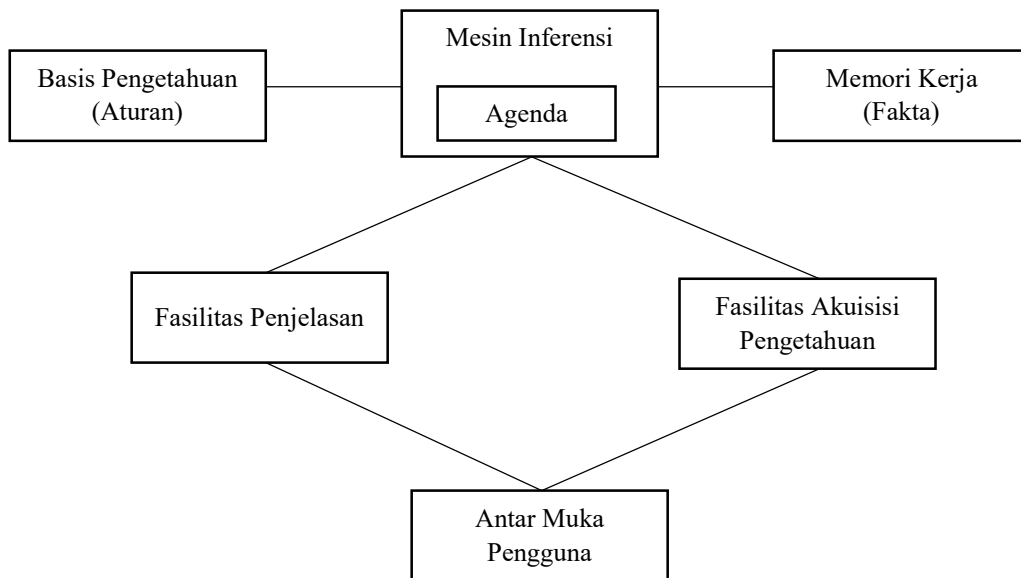 Mesin Inferensi
Basis Pengetahuan
(Aturan)
Agenda
Memori Kerja
(Fakta)
Fasilitas Penjelasan
Fasilitas Akuisisi
Pengetahuan
Antar Muka
Pengguna